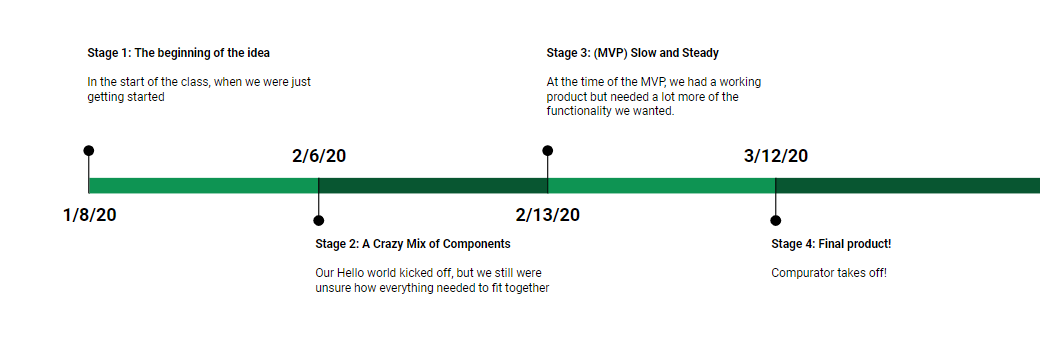 Stage 1: The beginning of the idea
In the start of the class, when we were just
getting started
Stage 3: (MVP) Slow and Steady
At the time of the MVP, we had a working
product but needed a lot more of the
functionality we wanted.
2/6/20
3/12/20
1/8/20
2/13/20
Stage 2: A Crazy Mix of Components
Our Hello world kicked off, but we still were
unsure how everything needed to fit together
Stage 4: Final product!
Compurator takes off!